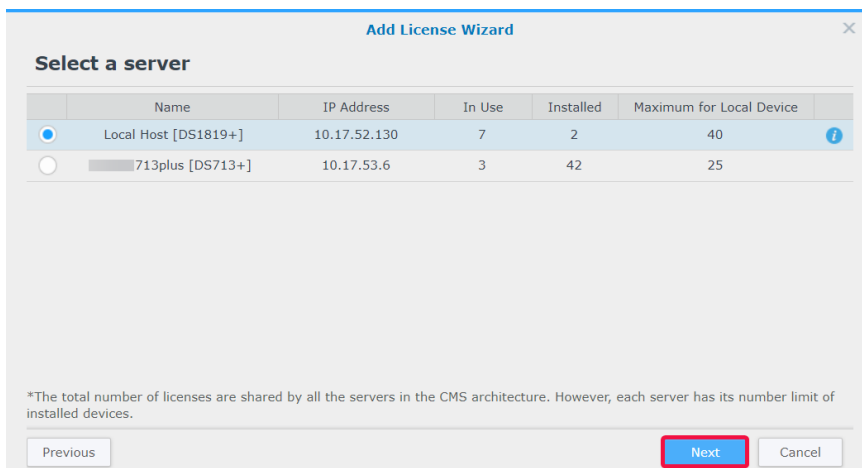 Add License Wizard
Select a server
Name IP Address In Use Installed Maximum for Local Device
Local Host [DS1819+] 10.17.52.130 7 2 40
713plus [DS713+] 10.17.53.6 3 42 25
*The total number of licenses are shared by all the servers in the CMS architecture. However, each server has its number limit of
installed devices.
Previous Next Cancel